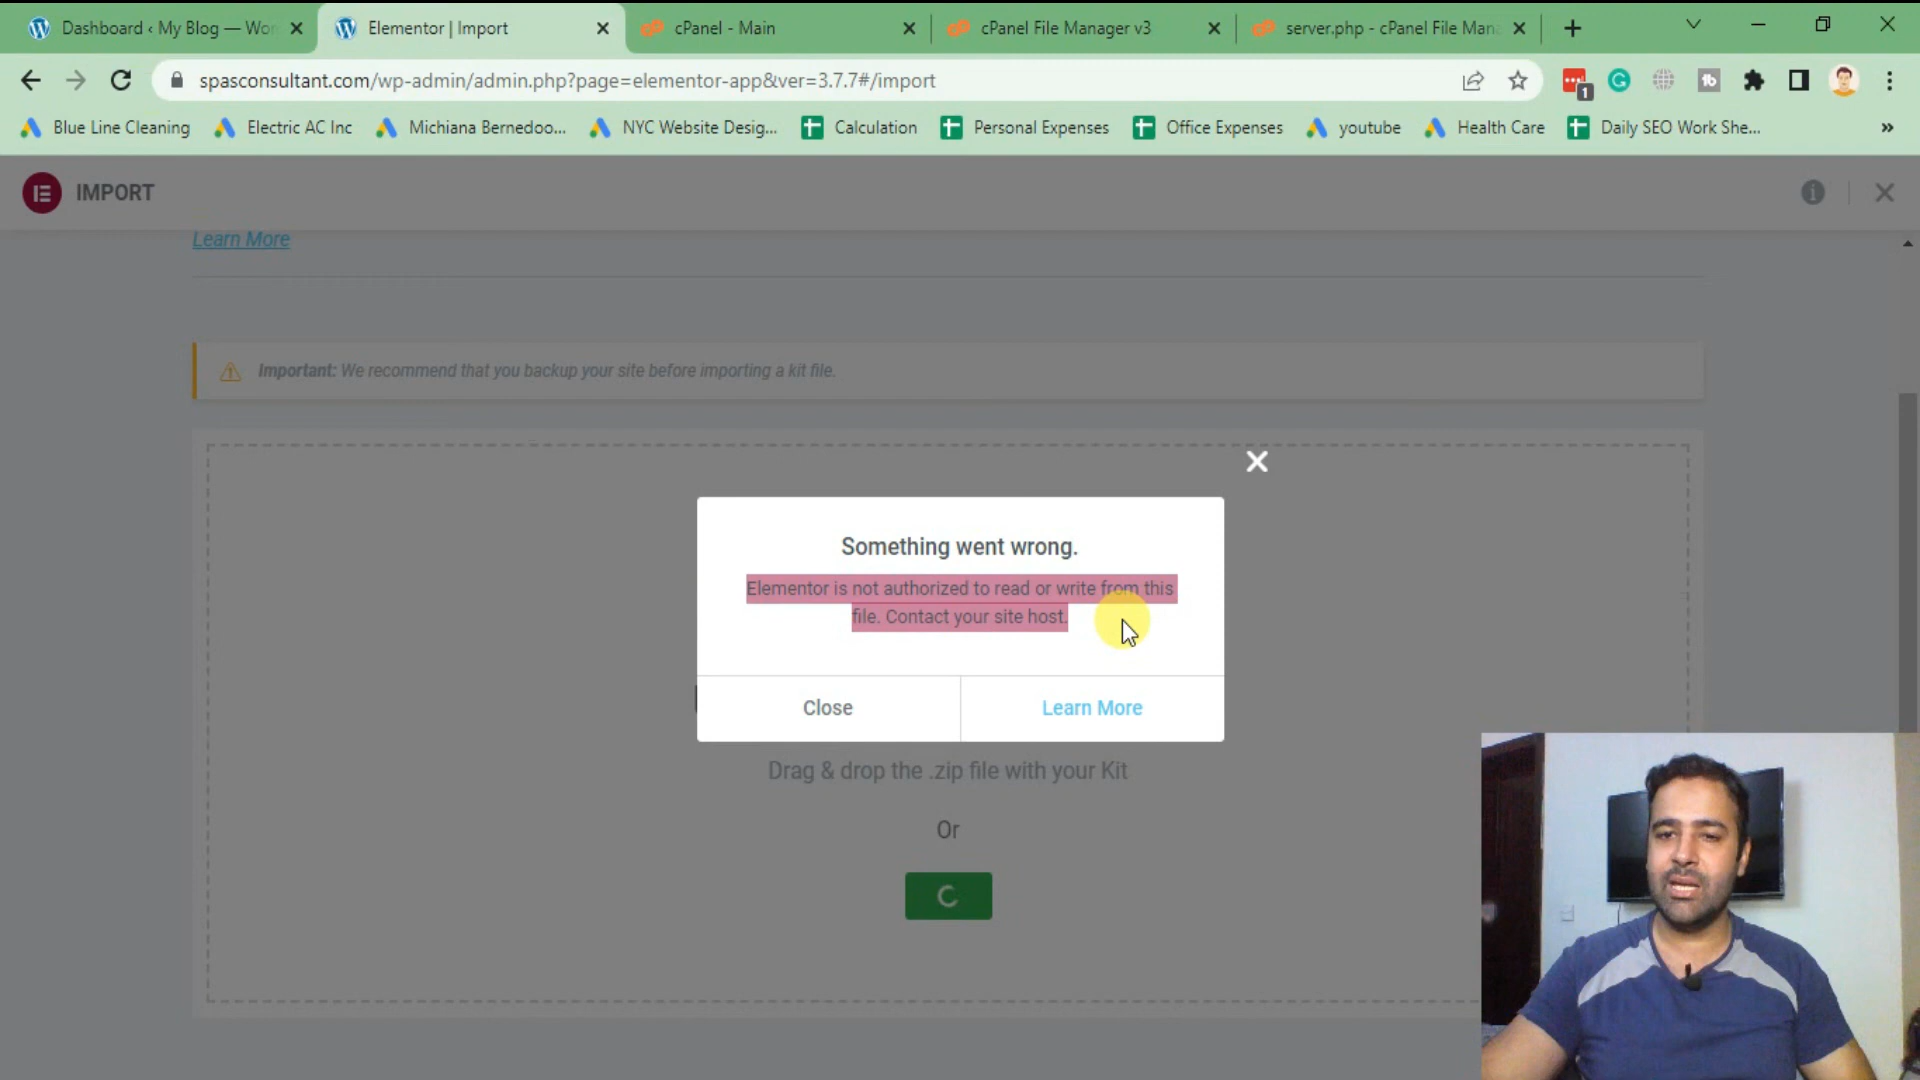 Dashboard ‹ My Blog — Wor
Elementor | Import
cPanel - Main
cPanel File Manager v3
server.php - cPanel File Mana
spasconsultant.com/wp-admin/admin.php?page=elementor-app&ver=3.7.7#/import
1
Blue Line Cleaning
Electric AC Inc
Michiana Bernedoo...
NYC Website Desig...
Calculation
Personal Expenses
Office Expenses
youtube
Health Care
Daily SEO Work She...
»
IMPORT
Learn More
Important: We recommend that you backup your site before importing a kit file.
Something went wrong.
Elementor is not authorized to read or write from this
file. Contact your site host.
Close
Learn More
Drag & drop the .zip file with your Kit
Or